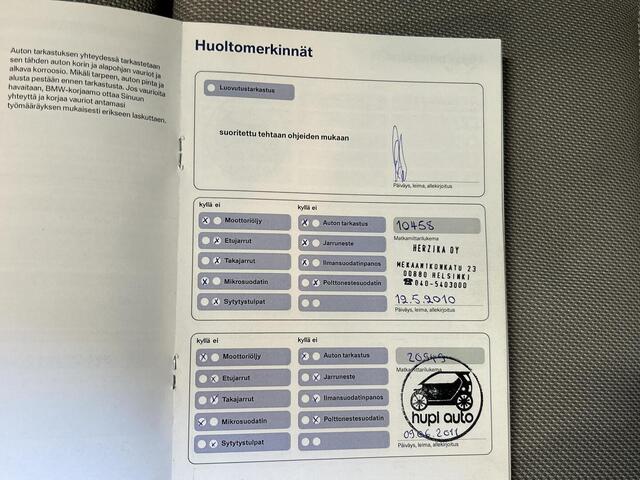 Auton tarkastuksen yhteydessä tarkastetaan
sen tähden auton korin ja alapohjan vauriot ja
alkava korroosio. Mikäli tarpeen, auton pinta ja
alusta pestään ennen tarkastusta. Jos vaurioita
havaitaan, BMW-korjaamo ottaa Sinuun
yhteyttä ja korjaa vauriot antamasi
työmääräyksen mukaisesti erikseen laskuttaen.
Huoltomerkinnät
Luovutustarkastus
suoritettu tehtaan ohjeiden mukaan
Päiväys, leima, allekirjoitus
kyllä ei
kyllä ei
X Moottoriöljy
X Auton tarkastus
10458
Matkamittarilukema
X Etujarrut
X Jarruneste
HERZIKA OY
X Takajarrut
X Ilmansuodatinpanos
MEKAANIKONKATU 23
00880 HELSINKI
X Mikrosuodatin
X Polttonestesuodatin
☎040-5403000
X Sytytystulpat
12.5.2010
Päiväys, leima, allekirjoitus
kyllä ei
kyllä ei
X Moottoriöljy
X Auton tarkastus
20949
Matkamittarilukema
X Etujarrut
X Jarruneste
X Takajarrut
X Ilmansuodatinpanos
X Mikrosuodatin
X Polttonestesuodatin
hupl auto
X Sytytystulpat
09.06.2011
Päiväys, leima, allekirjoitus